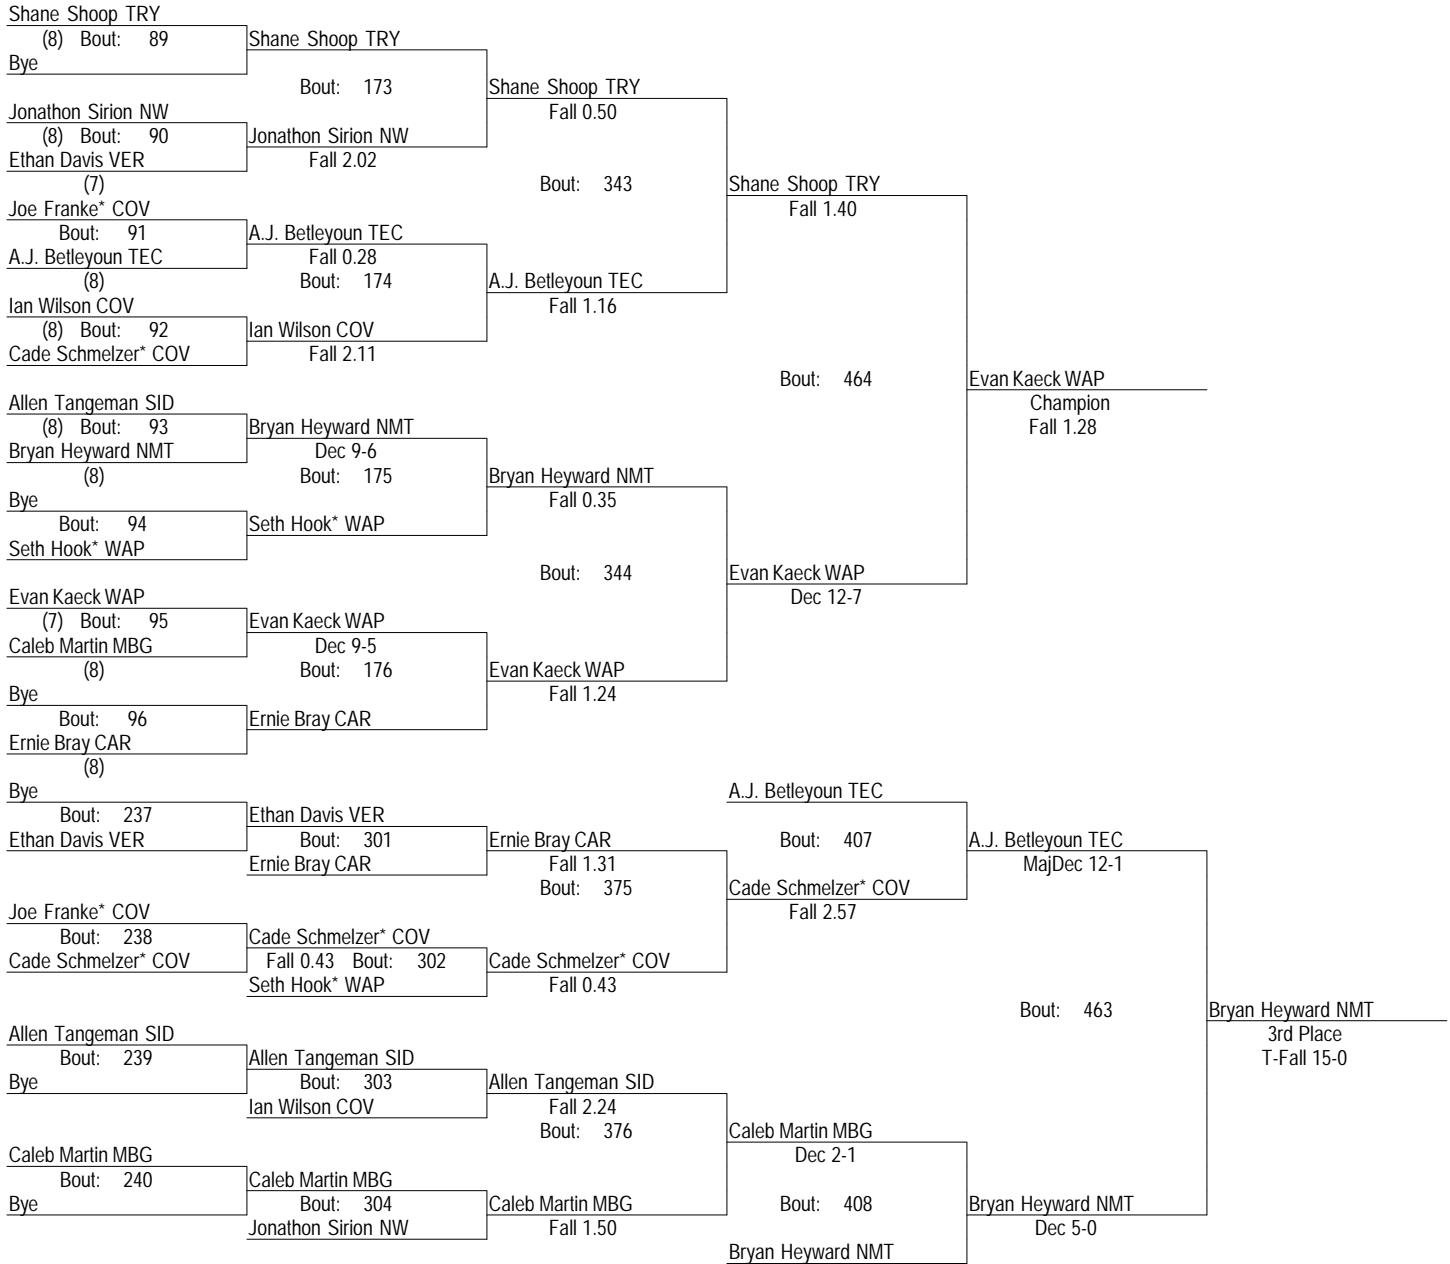 Shane Shoop TRY
(8) Bout: 89
Shane Shoop TRY
Bye
Bout: 173
Shane Shoop TRY
Jonathon Sirion NW
Fall 0.50
(8) Bout: 90
Jonathon Sirion NW
Ethan Davis VER
Fall 2.02
(7)
Bout: 343
Shane Shoop TRY
Joe Franke* COV
Fall 1.40
Bout: 91
A.J. Betleyoun TEC
A.J. Betleyoun TEC
Fall 0.28
(8)
Bout: 174
A.J. Betleyoun TEC
Ian Wilson COV
Fall 1.16
(8) Bout: 92
Ian Wilson COV
Cade Schmelzer* COV
Fall 2.11
Bout: 464
Evan Kaeck WAP
Allen Tangeman SID
Champion
(8) Bout: 93
Bryan Heyward NMT
Fall 1.28
Bryan Heyward NMT
Dec 9-6
(8)
Bout: 175
Bryan Heyward NMT
Bye
Fall 0.35
Bout: 94
Seth Hook* WAP
Seth Hook* WAP
Bout: 344
Evan Kaeck WAP
Evan Kaeck WAP
Dec 12-7
(7) Bout: 95
Evan Kaeck WAP
Caleb Martin MBG
Dec 9-5
(8)
Bout: 176
Evan Kaeck WAP
Bye
Fall 1.24
Bout: 96
Ernie Bray CAR
Ernie Bray CAR
(8)
Bye
A.J. Betleyoun TEC
Bout: 237
Ethan Davis VER
Ethan Davis VER
Bout: 301
Ernie Bray CAR
Bout: 407
A.J. Betleyoun TEC
Ernie Bray CAR
Fall 1.31
MajDec 12-1
Bout: 375
Cade Schmelzer* COV
Joe Franke* COV
Fall 2.57
Bout: 238
Cade Schmelzer* COV
Cade Schmelzer* COV
Fall 0.43 Bout: 302
Cade Schmelzer* COV
Seth Hook* WAP
Fall 0.43
Bout: 463
Bryan Heyward NMT
Allen Tangeman SID
3rd Place
Bout: 239
Allen Tangeman SID
T-Fall 15-0
Bye
Bout: 303
Allen Tangeman SID
Ian Wilson COV
Fall 2.24
Bout: 376
Caleb Martin MBG
Caleb Martin MBG
Dec 2-1
Bout: 240
Caleb Martin MBG
Bye
Bout: 304
Caleb Martin MBG
Bout: 408
Bryan Heyward NMT
Jonathon Sirion NW
Fall 1.50
Dec 5-0
Bryan Heyward NMT